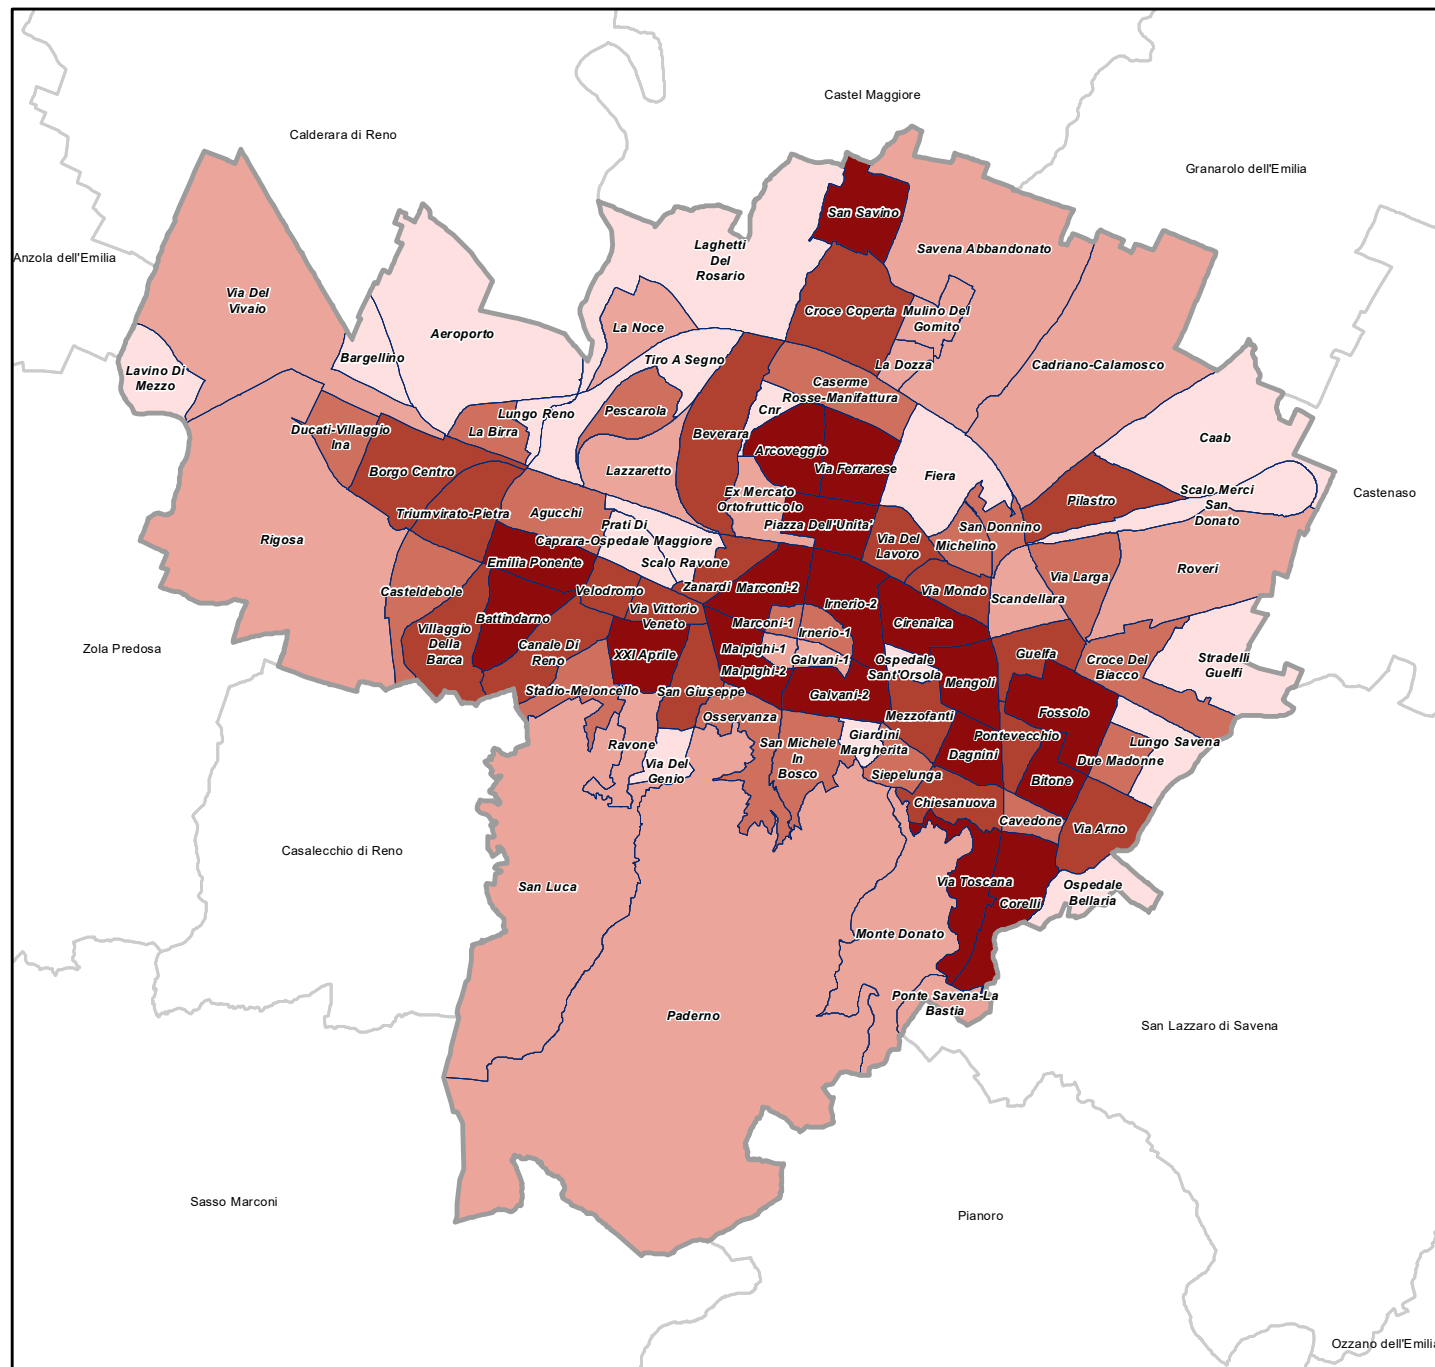 Castel Maggiore
Calderara di Reno
Granarolo dell'Emilia
Anzola dell'Emilia
San Savino
Savena Abbandonato
Laghetti
Del
Rosario
Via Del
Vivaio
Croce Coperta
Mulino Del
Gomito
La Noce
Aeroporto
Bargellino
Tiro A Segno
La Dozza
Cadriano-Calamosco
Lavino Di
Mezzo
Caserme
Rosse-Manifattura
Cnr
Lungo Reno
Pescarola
La Birra
Ducati-Villaggio
Ina
Beverara
Caab
Arcoveggio
Via Ferrarese
Borgo Centro
Lazzaretto
Fiera
Pilastro
Scalo Merci
San
Donato
Castenaso
Ex Mercato
Ortofrutticolo
Triumvirato-Pietra
Agucchi
Prati Di
Caprara-Ospedale Maggiore
Piazza Dell'Unita'
San Donnino
Via Del
Lavoro
Michelino
Rigosa
Emilia Ponente
Scalo Ravone
Roveri
Via Larga
Casteldebole
Velodromo
Zanardi
Marconi-2
Via Mondo
Scandellara
Via Vittorio
Veneto
Irnerio-2
Battindarno
Marconi-1
Irnerio-1
Cirenaica
Villaggio
Della
Barca
Zola Predosa
Canale Di
Reno
XXI Aprile
Malpighi-1
Galvani-1
Ospedale
Sant'Orsola
Guelfa
Croce Del
Biacco
Stradelli
Guelfi
Malpighi-2
Mengoli
Stadio-Meloncello
San Giuseppe
Galvani-2
Fossolo
Osservanza
Mezzofanti
Ravone
San Michele
In
Bosco
Giardini
Margherita
Pontevecchio
Lungo Savena
Dagnini
Due Madonne
Via Del
Genio
Siepelunga
Bitone
Chiesanuova
Cavedone
Via Arno
Casalecchio di Reno
San Luca
Via Toscana
Ospedale
Bellaria
Corelli
Monte Donato
Ponte Savena-La
Bastia
Paderno
San Lazzaro di Savena
Sasso Marconi
Pianoro
Ozzano dell'Emilia